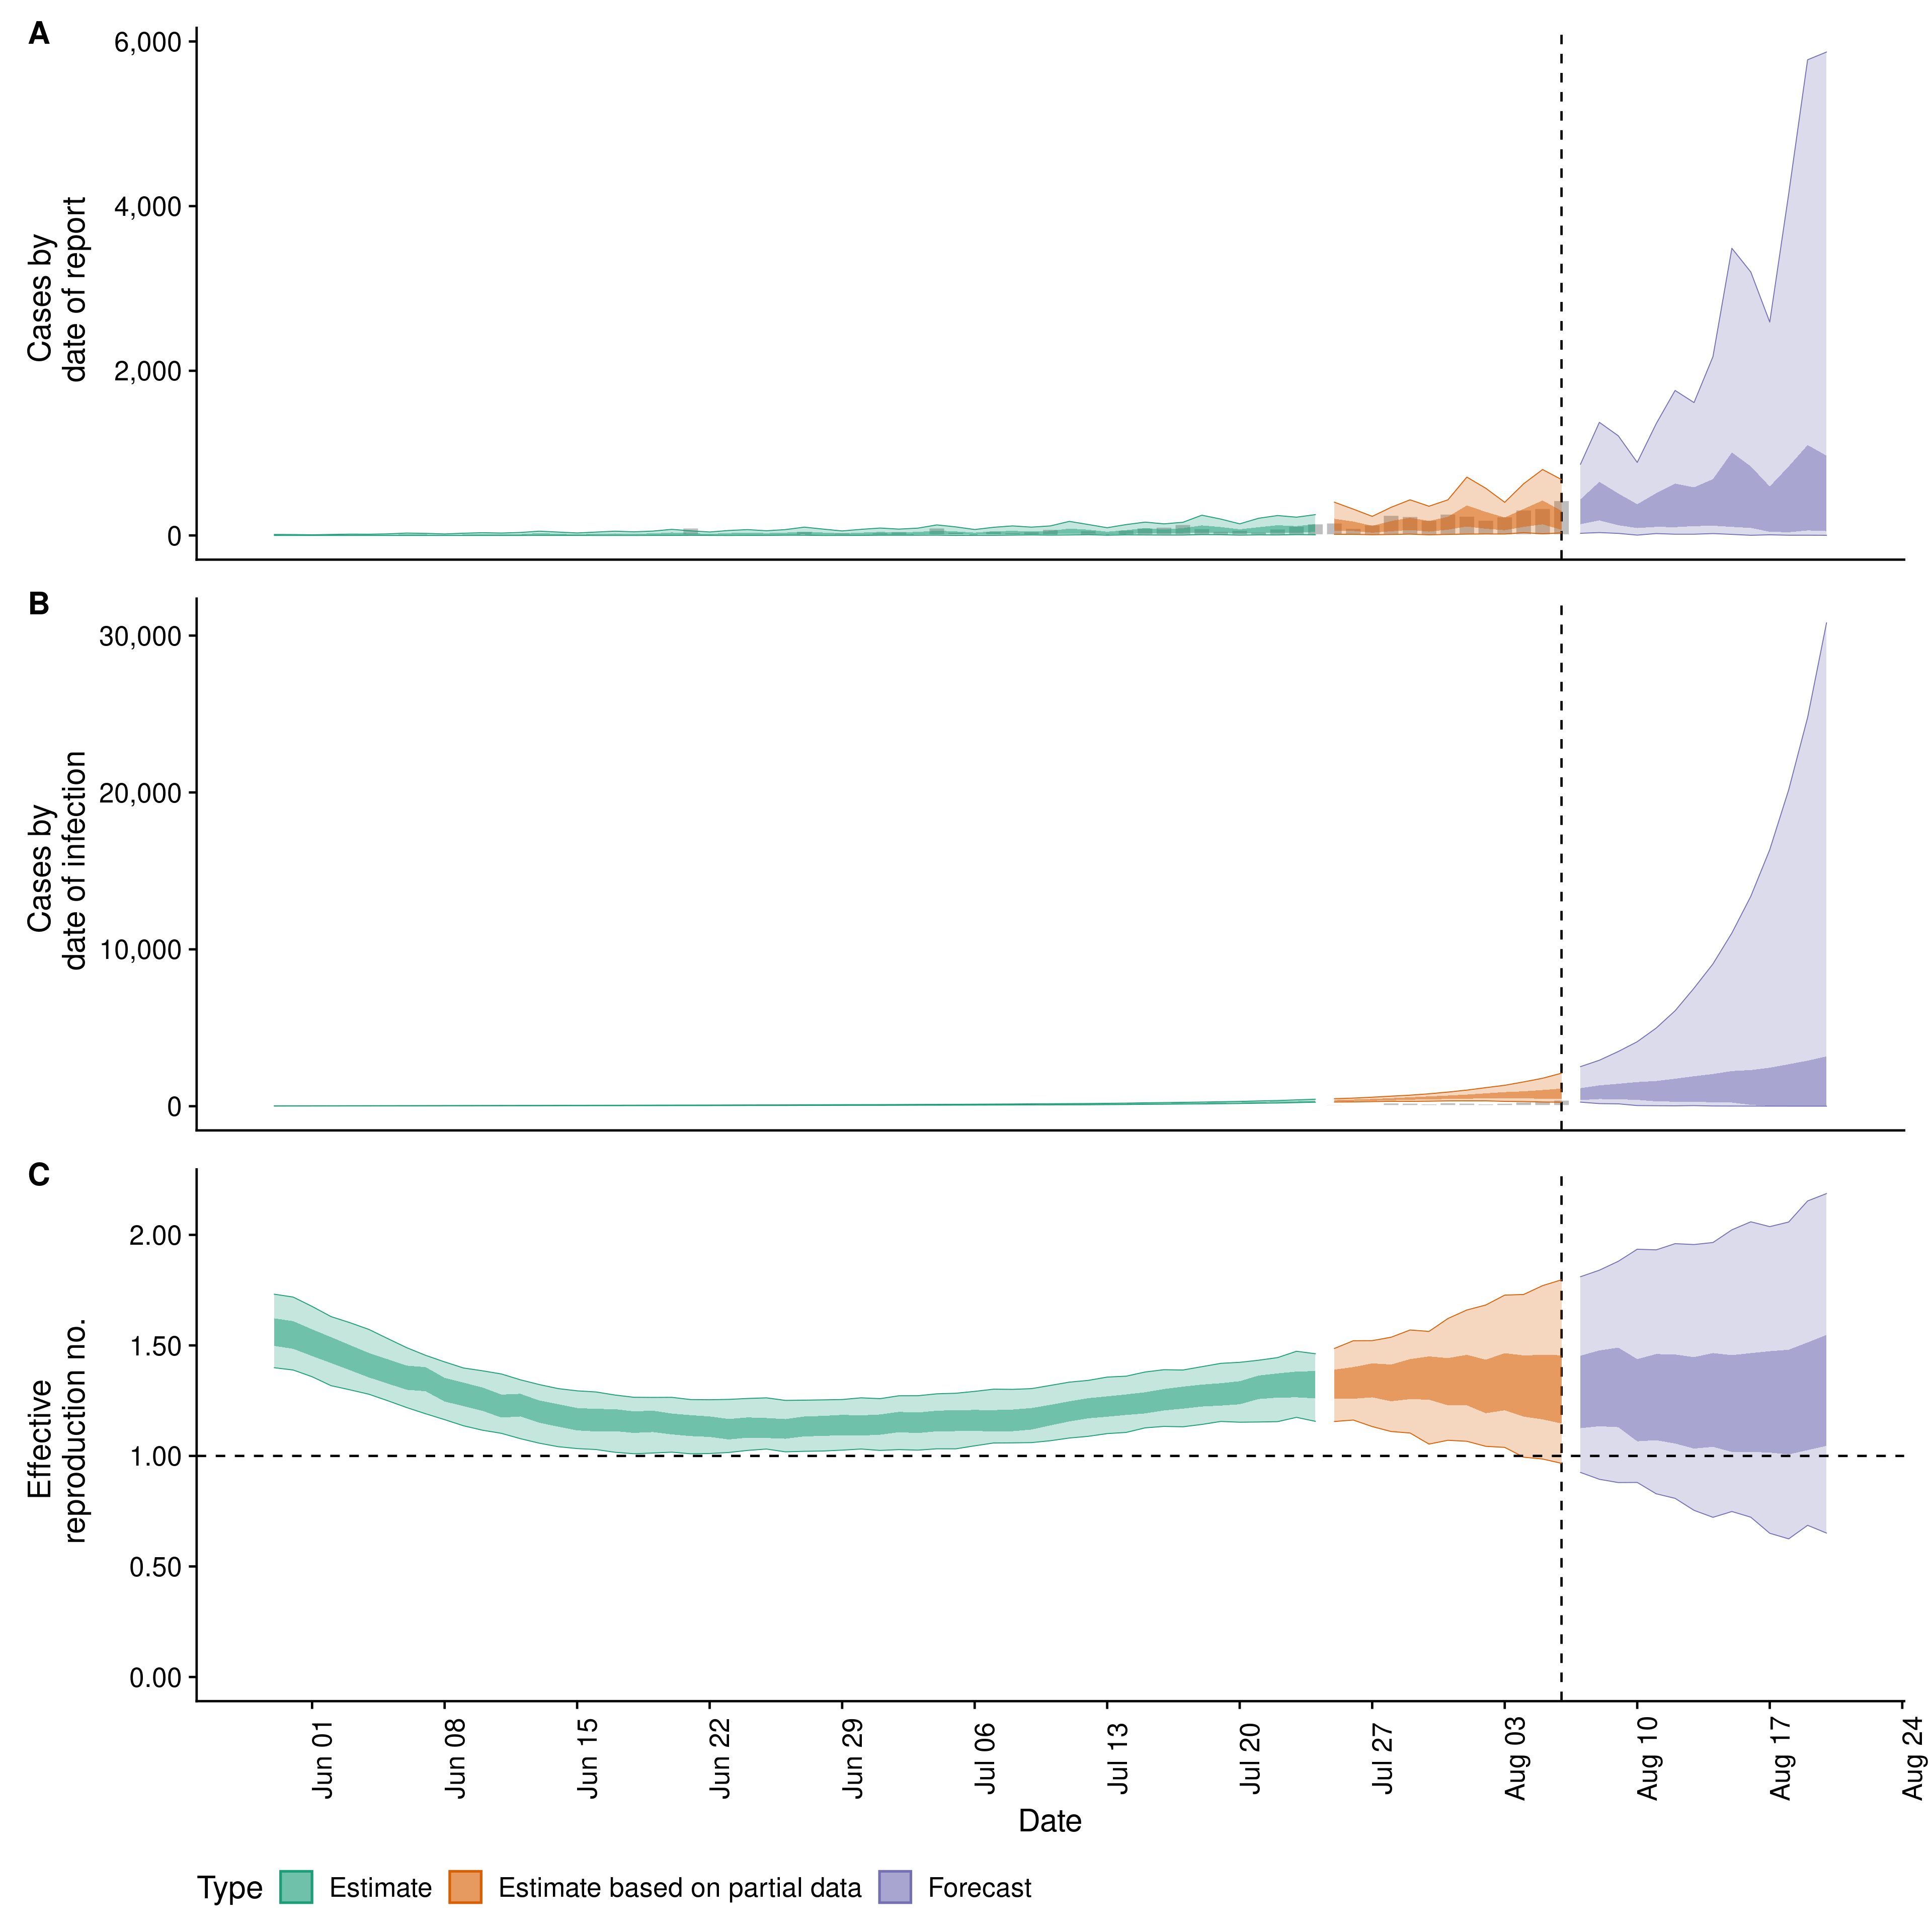 A
Cases by
date of report
6,000
4,000
2,000
0
B
Cases by
date of infection
30,000
20,000
10,000
0
C
Effective
reproduction no.
2.00
1.50
1.00
0.50
0.00
Jun 01
Jun 08
Jun 15
Jun 22
Jun 29
Jul 06
Jul 13
Jul 20
Jul 27
Aug 03
Aug 10
Aug 17
Aug 24
Date
Type Estimate Estimate based on partial data Forecast